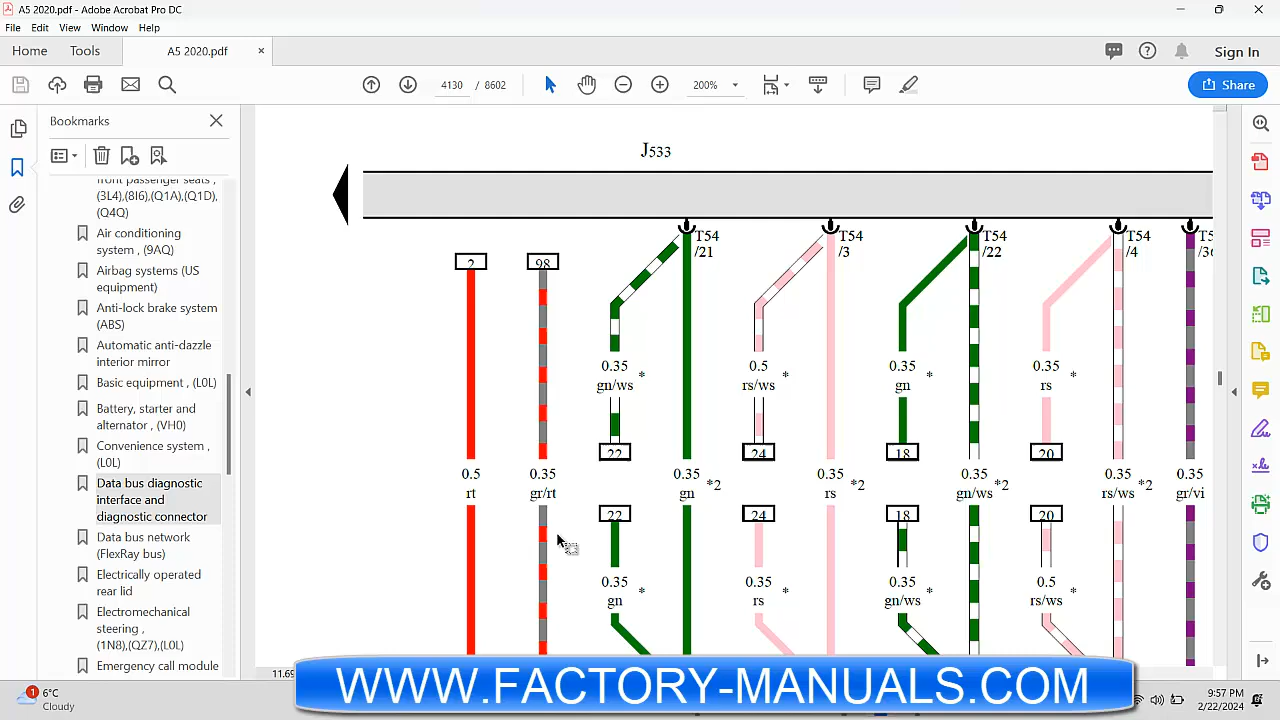 A5 2020.pdf - Adobe Acrobat Pro DC
File Edit View Window Help
Home Tools A5 2020.pdf ×
Sign In
4130 / 8602 200%
Share
Bookmarks
front passenger seats ,
(3L4),(8I6),(Q1A),(Q1D),
(Q4Q)
Air conditioning
system , (9AQ)
Airbag systems (US
equipment)
Anti-lock brake system
(ABS)
Automatic anti-dazzle
interior mirror
Basic equipment , (L0L)
Battery, starter and
alternator , (VH0)
Convenience system ,
(L0L)
Data bus diagnostic
interface and
diagnostic connector
Data bus network
(FlexRay bus)
Electrically operated
rear lid
Electromechanical
steering ,
(1N8),(QZ7),(L0L)
Emergency call module
J533
T54 T54 T54 T54
/21 /3 /22 /4
2 98
0.35 0.5 0.35 0.35
gn/ws * rs/ws * gn * rs *
22 24 18 20
0.5 0.35 0.35 0.35 0.35 0.35 0.35
rt gr/rt gn *2 rs *2 gn/ws *2 rs/ws *2 gr/vi
22 24 18 20
0.35 0.35 0.35 0.5
gn * rs * gn/ws * rs/ws *
11.69
WWW.FACTORY-MANUALS.COM
1
6°C
Cloudy
9:57 PM
2/22/2024